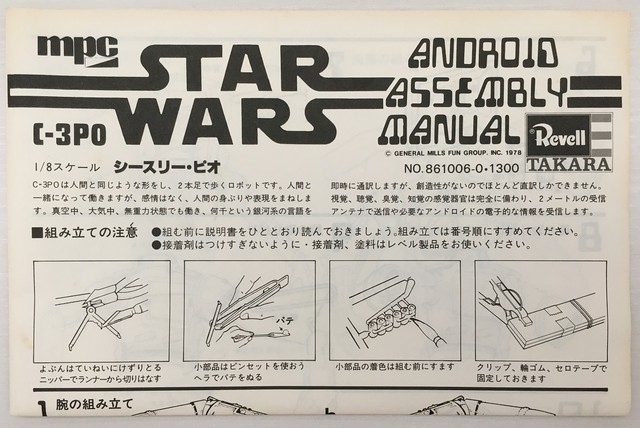 mpc
STAR WARS
ANDROID ASSEMBLY MANUAL
C-3PO
© GENERAL MILLS FUN GROUP, INC. 1978
NO.861006-0・1300
Revell
TAKARA
1/8スケール シースリー・ピオ
C-3POは人間と同じような形をし、2本足で歩くロボットです。人間と
一緒になって働きますが、感情はなく、人間の身ぶりや表現をまねしま
す。真空中、大気中、無重力状態でも働き、何千という銀河系の言語を
即時に通訳しますが、創造性がないのでほとんど直訳しかできません。
視覚、聴覚、臭覚、知覚の感覚器官は完全に備わり、2メートルの受信
アンテナで送信や必要なアンドロイドの電子的な情報を受信します。
■組み立ての注意
●組む前に説明書をひととおり読んでおきましょう。組み立ては番号順にすすめてください。
●接着剤はつけすぎないように・接着剤、塗料はレベル製品をお使いください。
パテ
よぶんはていねいにけずりとる
ニッパーでランナーから切りはなす
小部品はピンセットを使おう
ヘラでパテをぬる
小部品の着色は組む前にすます
クリップ、輪ゴム、セロテープで
固定しておきます
1 腕の組み立て